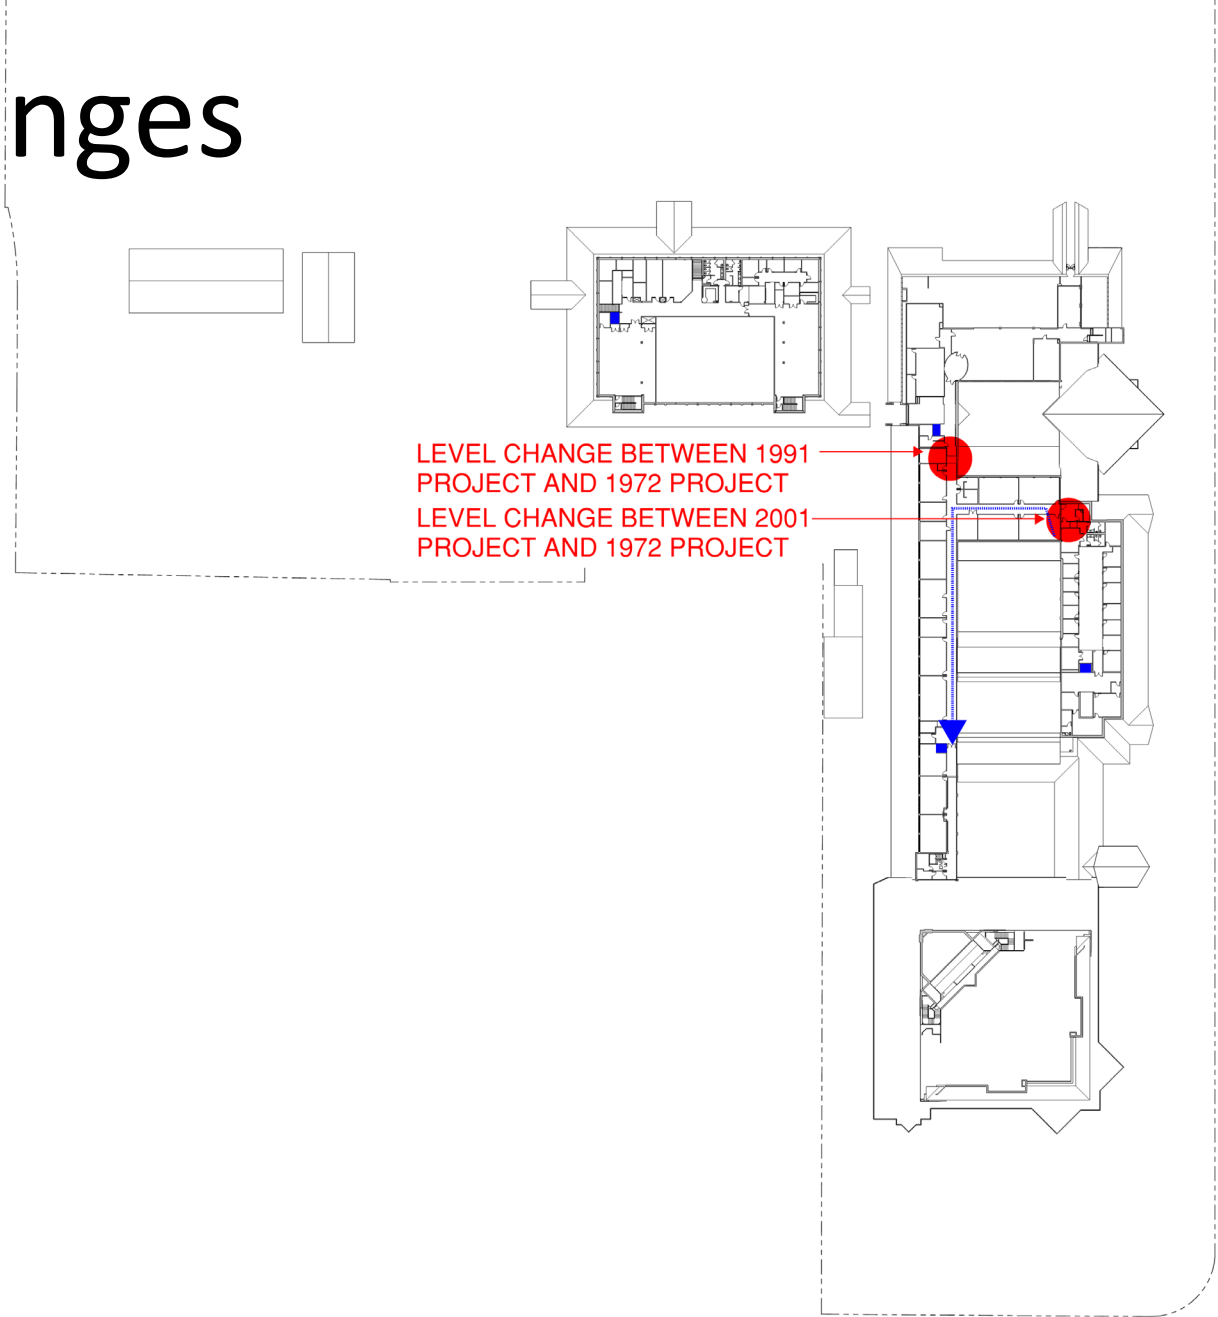 nges
LEVEL CHANGE BETWEEN 1991
PROJECT AND 1972 PROJECT
LEVEL CHANGE BETWEEN 2001
PROJECT AND 1972 PROJECT